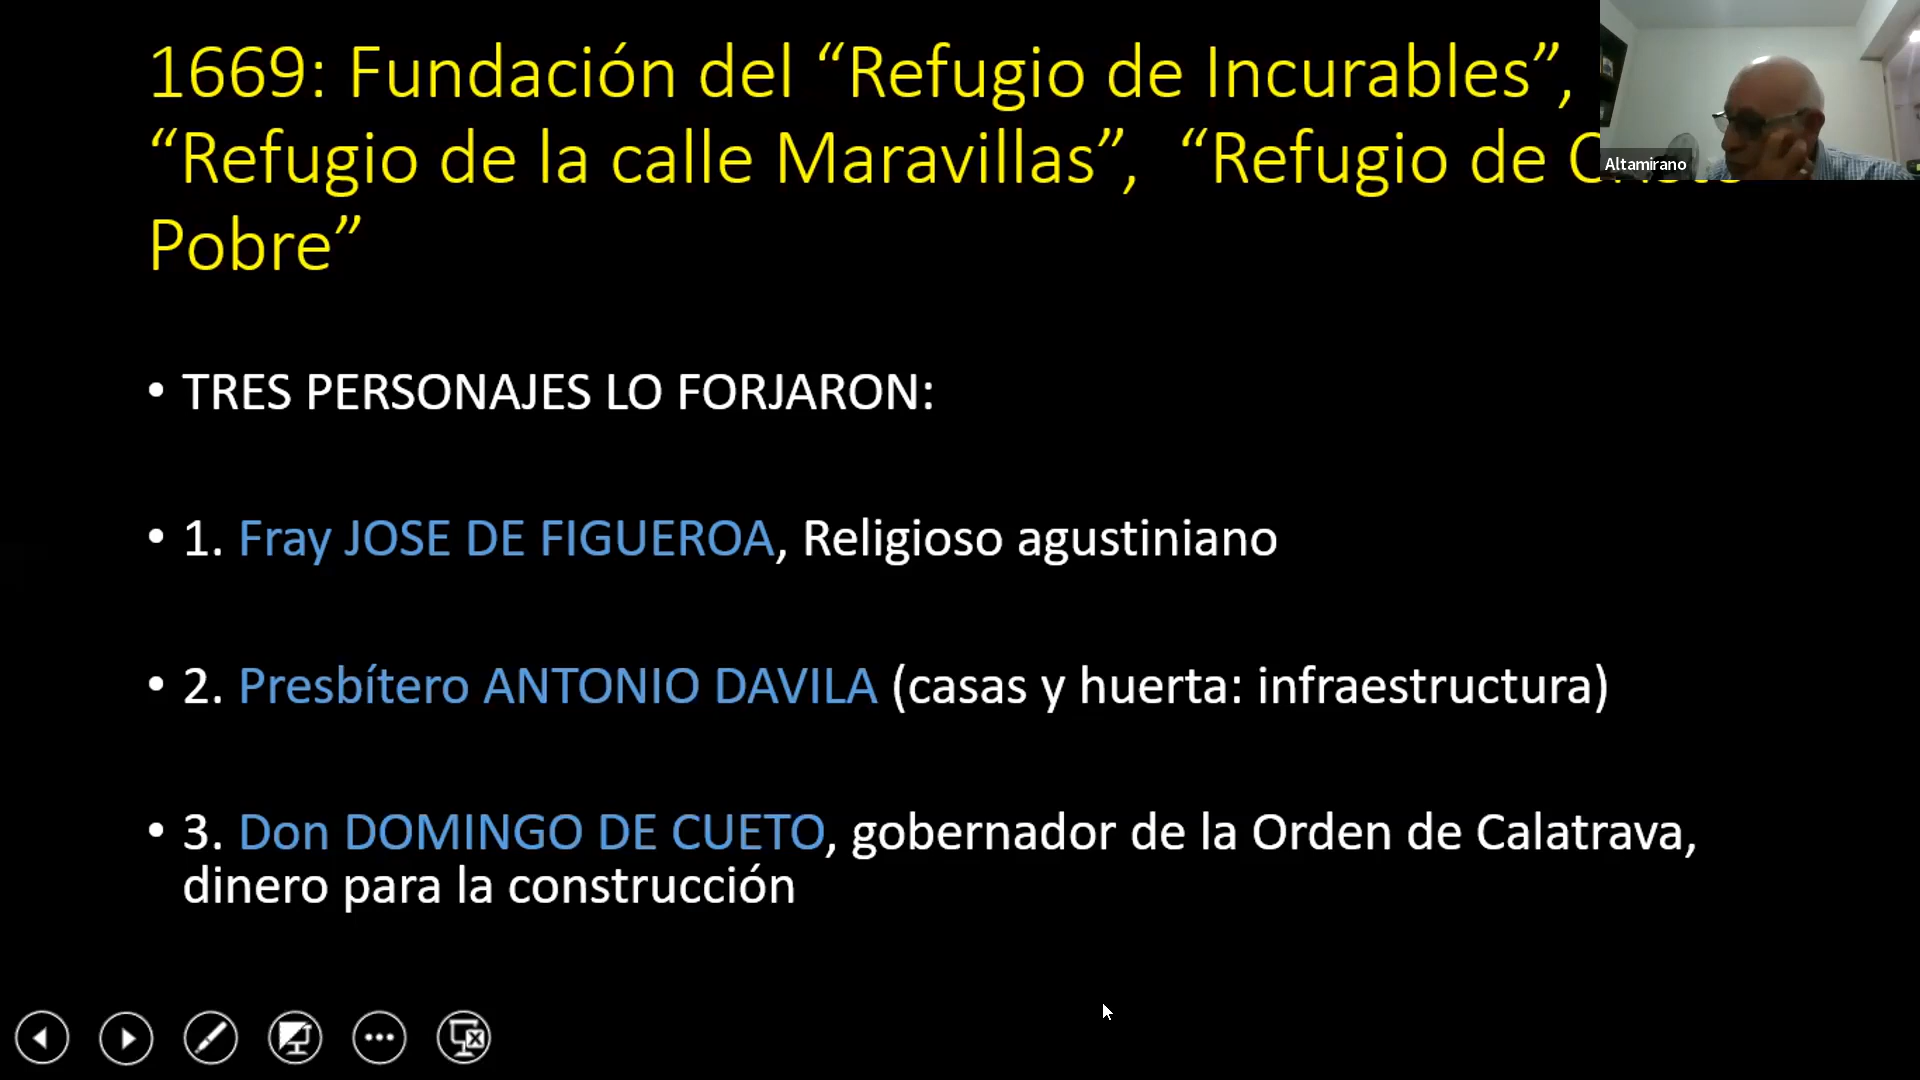 1669: Fundación del “Refugio de Incurables”,
“Refugio de la calle Maravillas”, “Refugio de
Pobre”
Altamirano
• TRES PERSONAJES LO FORJARON:
• 1. Fray JOSE DE FIGUEROA, Religioso agustiniano
• 2. Presbítero ANTONIO DAVILA (casas y huerta: infraestructura)
• 3. Don DOMINGO DE CUETO, gobernador de la Orden de Calatrava,
dinero para la construcción